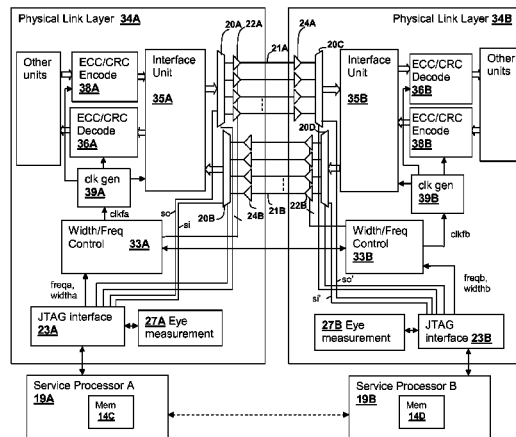 Physical Link Layer 34A
20A
22A
24A
20C
Physical Link Layer 34B
21A
Other
units
ECC/CRC
Encode
38A
Interface
Unit
35A
ECC/CRC
Decode
36A
clk gen
39A
Interface
Unit
35B
ECC/CRC
Decode
36B
ECC/CRC
Encode
38B
Other
units
clk gen
39B
20D
20B
24B
21B
22B
so
si
clkfa
clkfb
Width/Freq
Control
33A
Width/Freq
Control
33B
freqa,
widtha
freqb,
widthb
so'
si'
JTAG interface
23A
27A Eye
measurement
27B Eye
measurement
JTAG
interface 23B
Service Processor A
19A
Mem
14C
Service Processor B
19B
Mem
14D